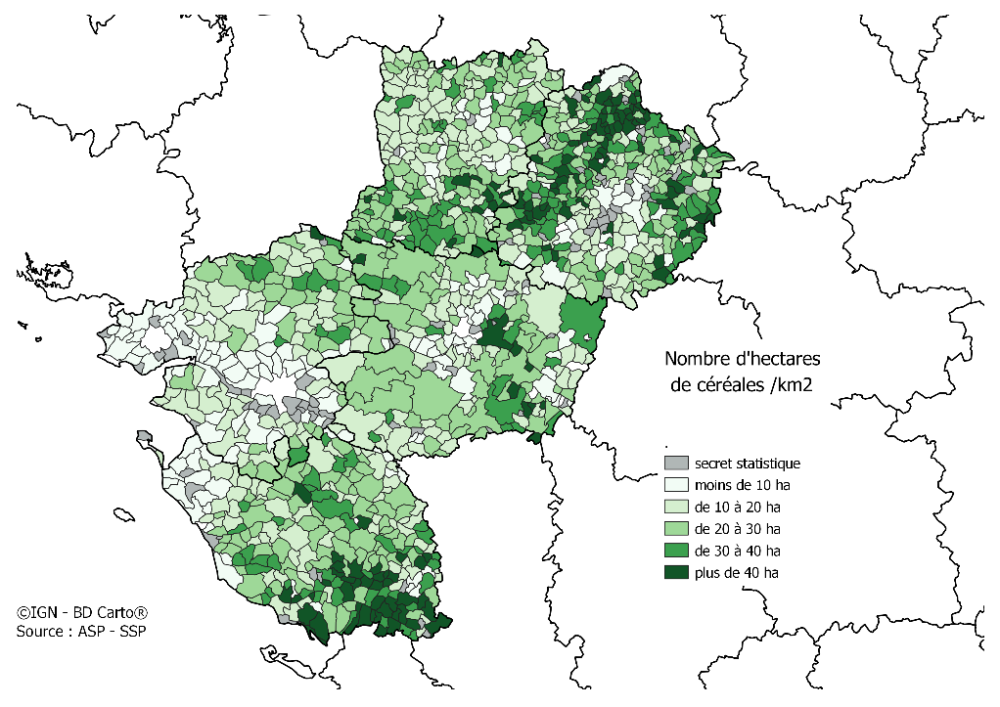 Nombre d'hectares
de céréales /km2
secret statistique
moins de 10 ha
de 10 à 20 ha
de 20 à 30 ha
de 30 à 40 ha
plus de 40 ha
©IGN - BD Carto®
Source : ASP - SSP